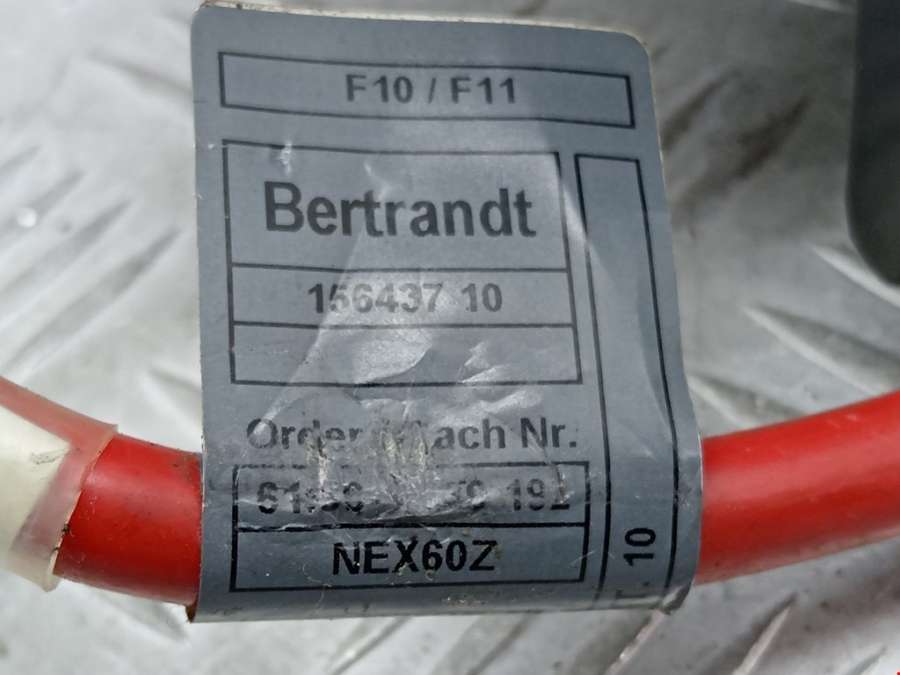 F10 / F11
Bertrandt
156437 10
Order Nr.
NEX60Z
10